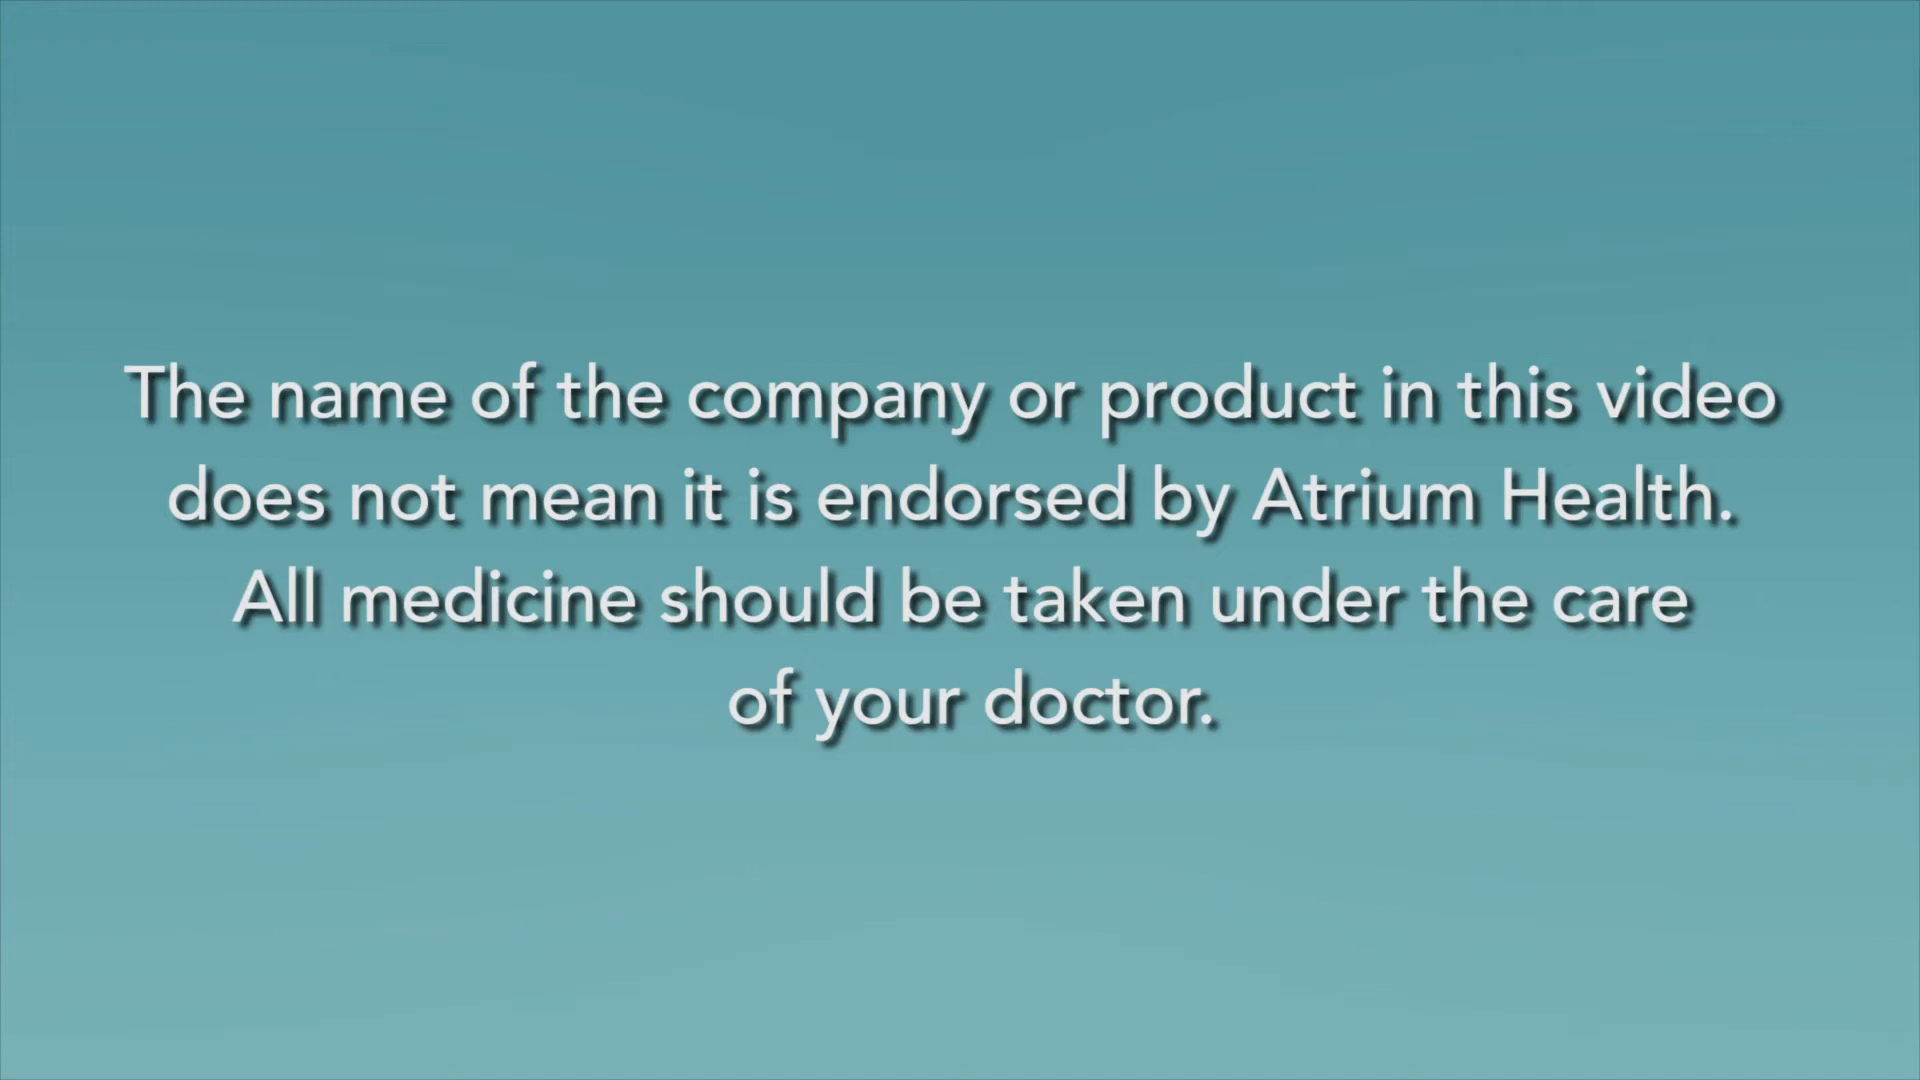 The name of the company or product in this video
does not mean it is endorsed by Atrium Health.
All medicine should be taken under the care
of your doctor.